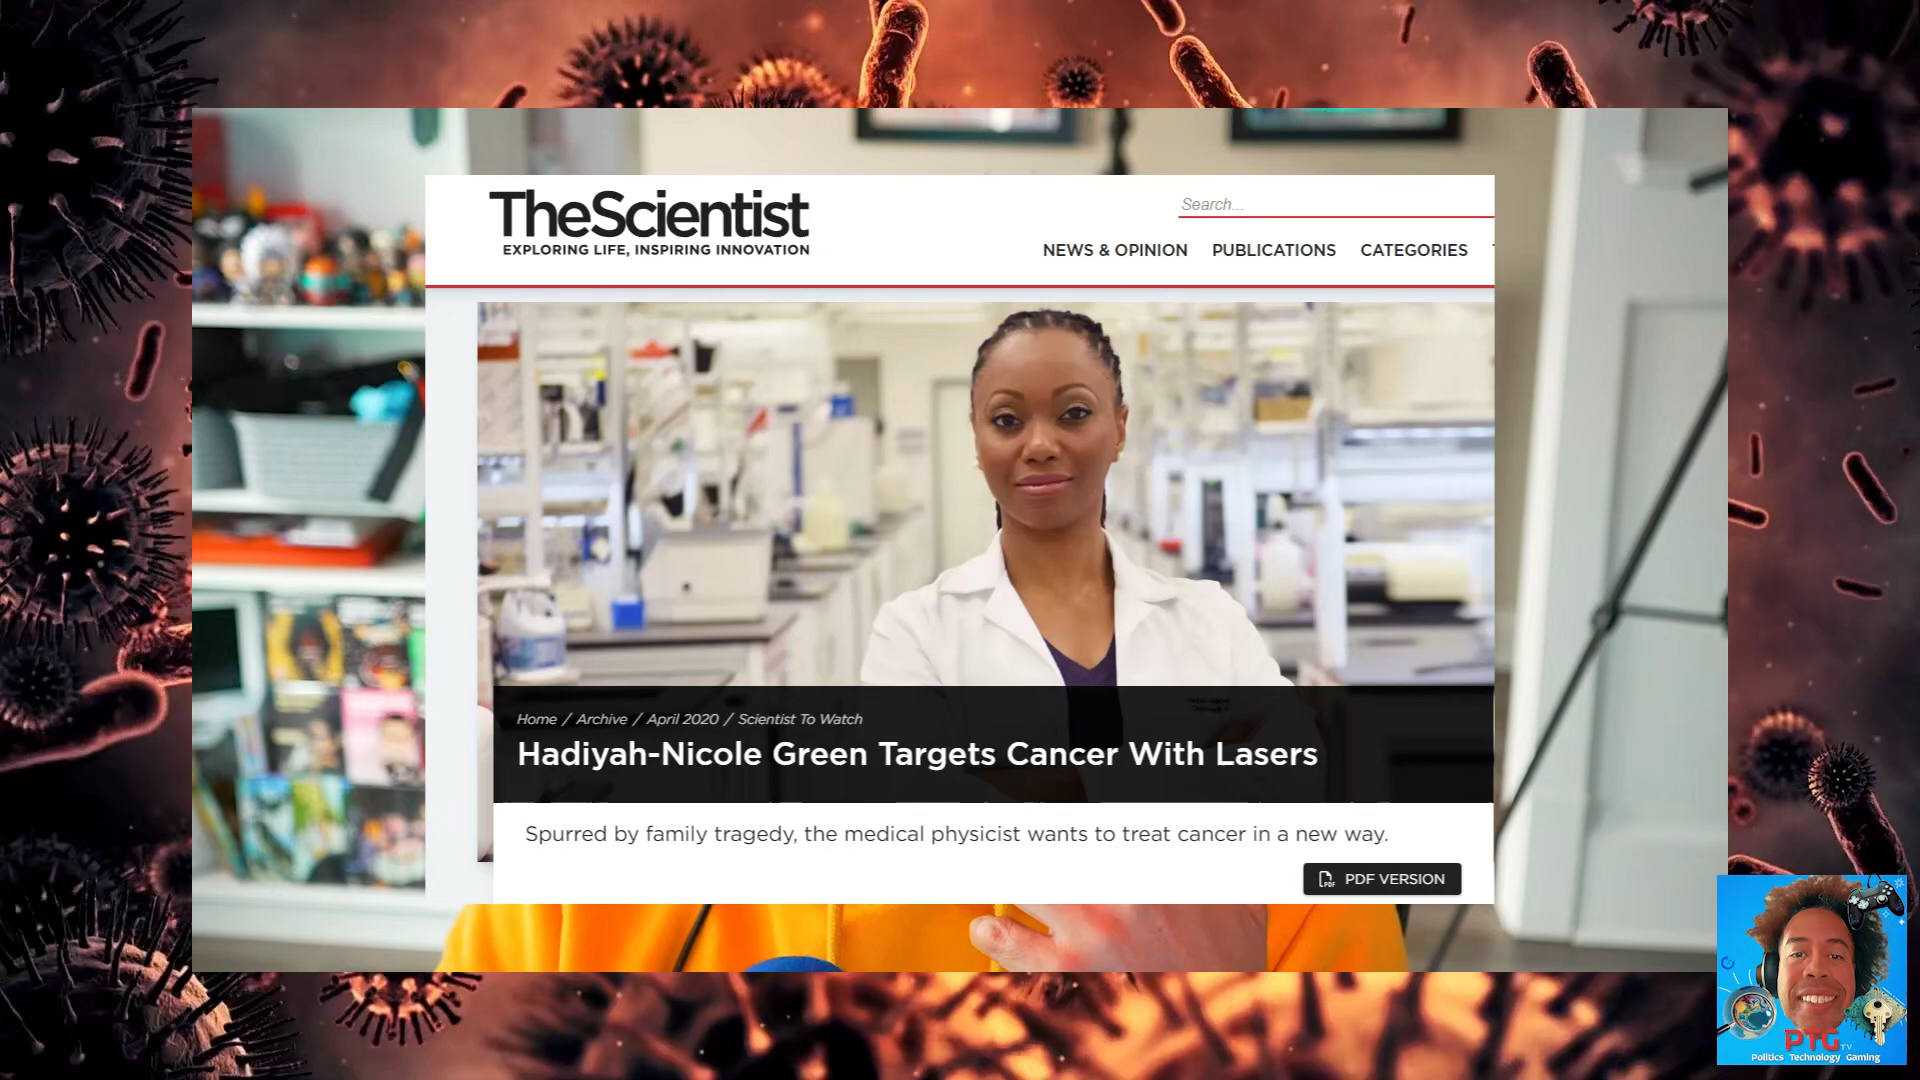 TheScientist
EXPLORING LIFE, INSPIRING INNOVATION
Search...
NEWS & OPINION PUBLICATIONS CATEGORIES
Home / Archive / April 2020 / Scientist To Watch
Hadiyah-Nicole Green Targets Cancer With Lasers
Spurred by family tragedy, the medical physicist wants to treat cancer in a new way.
PDF PDF VERSION
PTG TV
Politics Technology Gaming